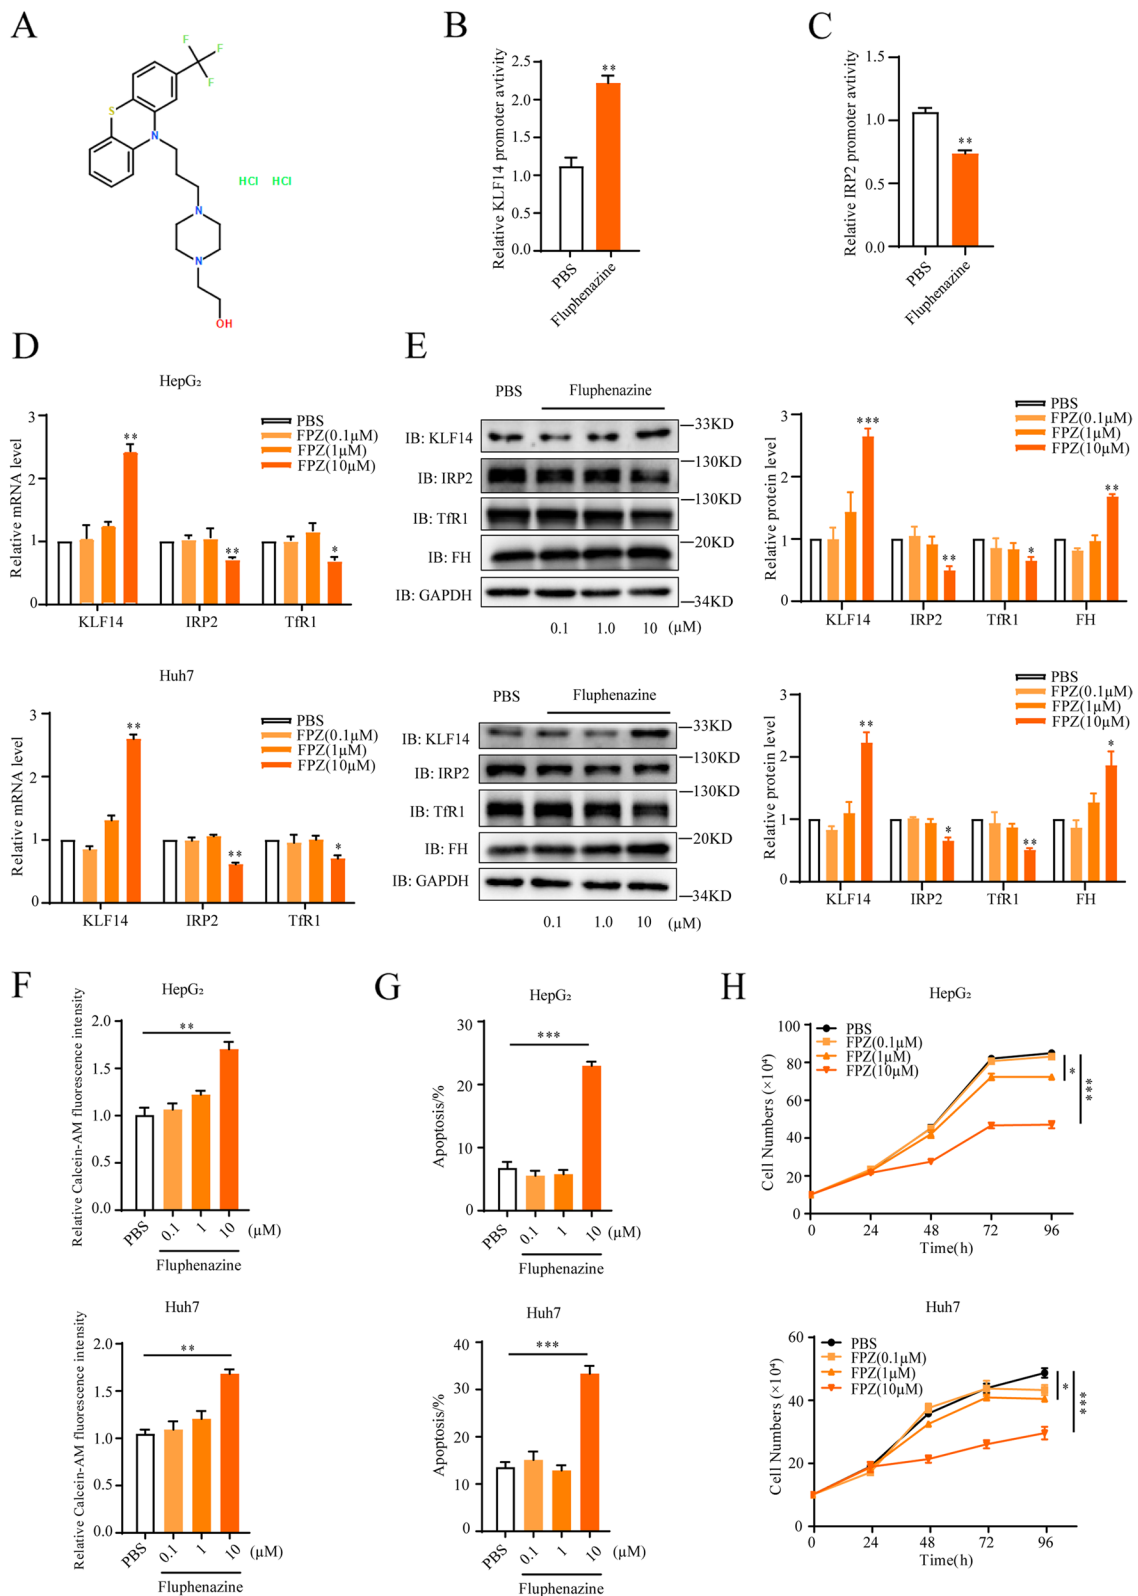 A
F
F
F
S
N
HCl HCl
N
N
OH
B
Relative KLF14 promoter avtivity
2.5
2.0
1.5
1.0
0.5
0.0
**
PBS
Fluphenazine
C
Relative IRP2 promoter avtivity
1.5
1.0
0.5
0.0
**
PBS
Fluphenazine
D
HepG₂
Relative mRNA level
3
2
1
0
PBS
FPZ(0.1μM)
FPZ(1μM)
FPZ(10μM)
**
**
*
KLF14 IRP2 TfR1
Huh7
Relative mRNA level
3
2
1
0
PBS
FPZ(0.1μM)
FPZ(1μM)
FPZ(10μM)
**
**
*
KLF14 IRP2 TfR1
E
PBS Fluphenazine
IB: KLF14 33KD
IB: IRP2 130KD
IB: TfR1 130KD
IB: FH 20KD
IB: GAPDH 34KD
0.1 1.0 10 (μM)
Relative protein level
3
2
1
0
PBS
FPZ(0.1μM)
FPZ(1μM)
FPZ(10μM)
***
**
*
**
KLF14 IRP2 TfR1 FH
PBS Fluphenazine
IB: KLF14 33KD
IB: IRP2 130KD
IB: TfR1 130KD
IB: FH 20KD
IB: GAPDH 34KD
0.1 1.0 10 (μM)
Relative protein level
3
2
1
0
PBS
FPZ(0.1μM)
FPZ(1μM)
FPZ(10μM)
**
*
**
*
KLF14 IRP2 TfR1 FH
F
HepG₂
Relative Calcein-AM fluorescence intensity
2.0
1.5
1.0
0.5
0.0
**
PBS 0.1 1 10 (μM)
Fluphenazine
Huh7
Relative Calcein-AM fluorescence intensity
2.0
1.5
1.0
0.5
0.0
**
PBS 0.1 1 10 (μM)
Fluphenazine
G
HepG₂
Apoptosis/%
30
20
10
0
***
PBS 0.1 1 10 (μM)
Fluphenazine
Huh7
Apoptosis/%
40
30
20
10
0
***
PBS 0.1 1 10 (μM)
Fluphenazine
H
HepG₂
Cell Numbers (×10⁴)
100
80
60
40
20
0
PBS
FPZ(0.1μM)
FPZ(1μM)
FPZ(10μM)
*
***
0 24 48 72 96
Time(h)
Huh7
Cell Numbers (×10⁴)
60
40
20
0
PBS
FPZ(0.1μM)
FPZ(1μM)
FPZ(10μM)
*
***
0 24 48 72 96
Time(h)